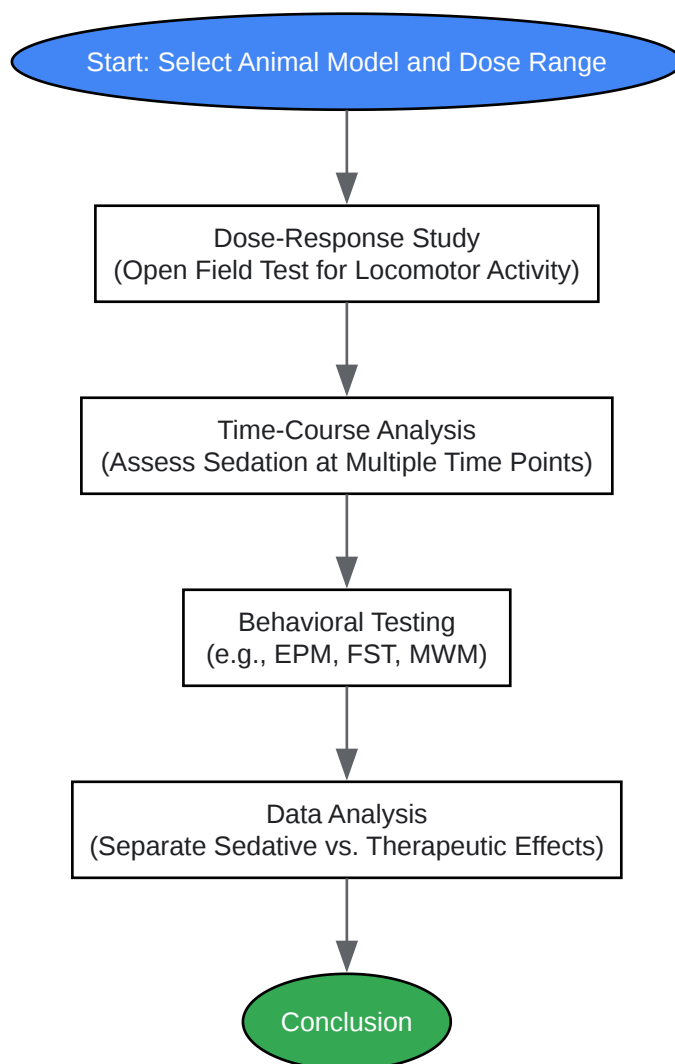 Start: Select Animal Model and Dose Range
Dose-Response Study
(Open Field Test for Locomotor Activity)
Time-Course Analysis
(Assess Sedation at Multiple Time Points)
Behavioral Testing
(e.g., EPM, FST, MWM)
Data Analysis
(Separate Sedative vs. Therapeutic Effects)
Conclusion